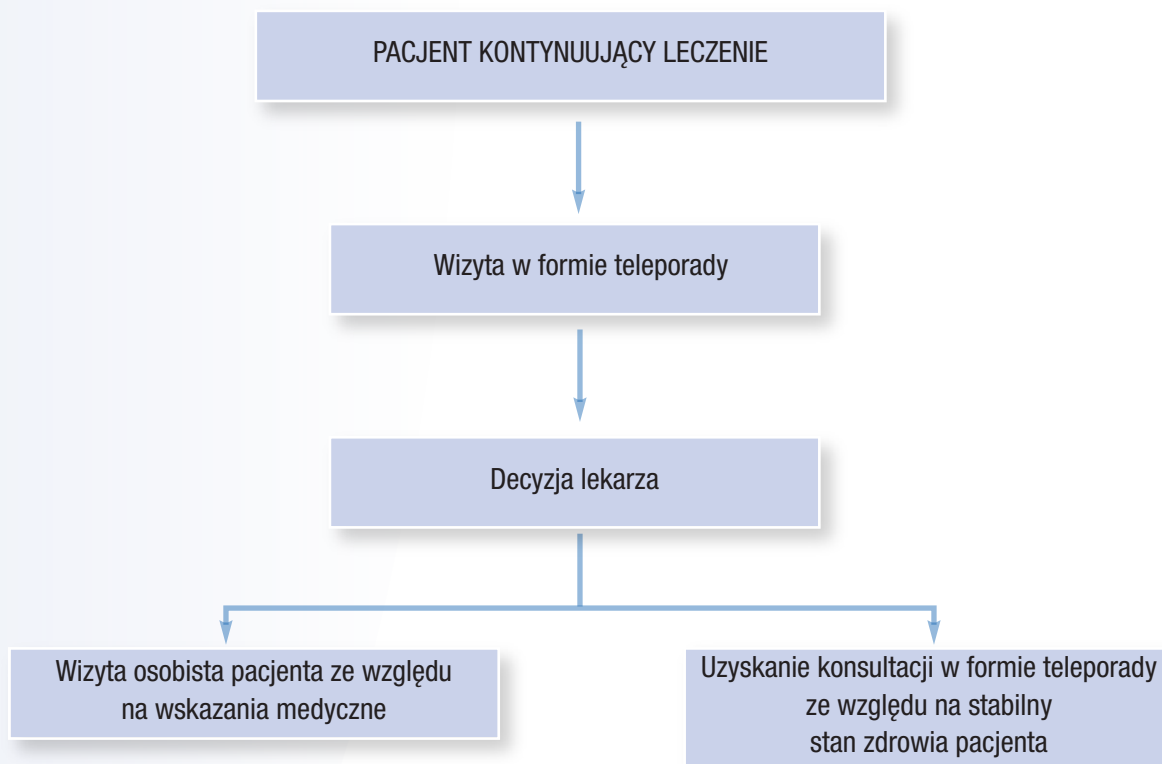 PACJENT KONTYNUUJĄCY LECZENIE
Wizyta w formie teleporady
Decyzja lekarza
Wizyta osobista pacjenta ze względu
na wskazania medyczne
Uzyskanie konsultacji w formie teleporady
ze względu na stabilny
stan zdrowia pacjenta